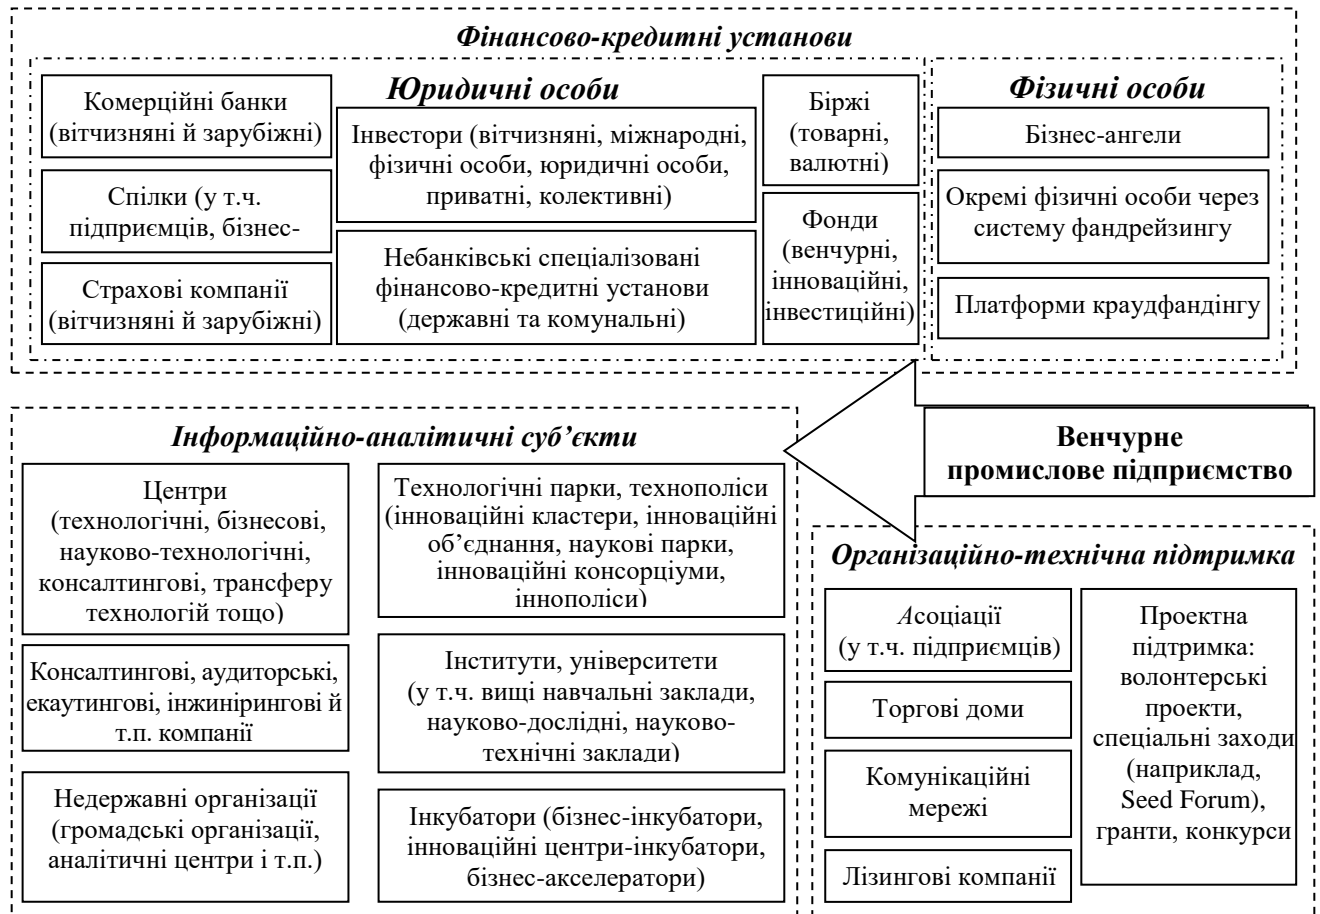 Фінансово-кредитні установи
Юридичні особи
Комерційні банки
(вітчизняні й зарубіжні)
Спілки (у т.ч.
підприємців, бізнес-
Страхові компанії
(вітчизняні й зарубіжні)
Інвестори (вітчизняні, міжнародні,
фізичні особи, юридичні особи,
приватні, колективні)
Небанківські спеціалізовані
фінансово-кредитні установи
(державні та комунальні)
Біржі
(товарні,
валютні)
Фонди
(венчурні,
інноваційні,
інвестиційні)
Фізичні особи
Бізнес-ангели
Окремі фізичні особи через
систему фандрейзингу
Платформи краудфандінгу
Венчурне
промислове підприємство
Інформаційно-аналітичні суб’єкти
Центри
(технологічні, бізнесові,
науково-технологічні,
консалтингові, трансферу
технологій тощо)
Консалтингові, аудиторські,
екаутингові, інжинірингові й
т.п. компанії
Недержавні організації
(громадські організації,
аналітичні центри і т.п.)
Технологічні парки, технополіси
(інноваційні кластери, інноваційні
об’єднання, наукові парки,
інноваційні консорціуми,
іннополіси)
Інститути, університети
(у т.ч. вищі навчальні заклади,
науково-дослідні, науково-
технічні заклади)
Інкубатори (бізнес-інкубатори,
інноваційні центри-інкубатори,
бізнес-акселератори)
Організаційно-технічна підтримка
Асоціації
(у т.ч. підприємців)
Торгові доми
Комунікаційні
мережі
Лізингові компанії
Проектна
підтримка:
волонтерські
проекти,
спеціальні заходи
(наприклад,
Seed Forum),
гранти, конкурси